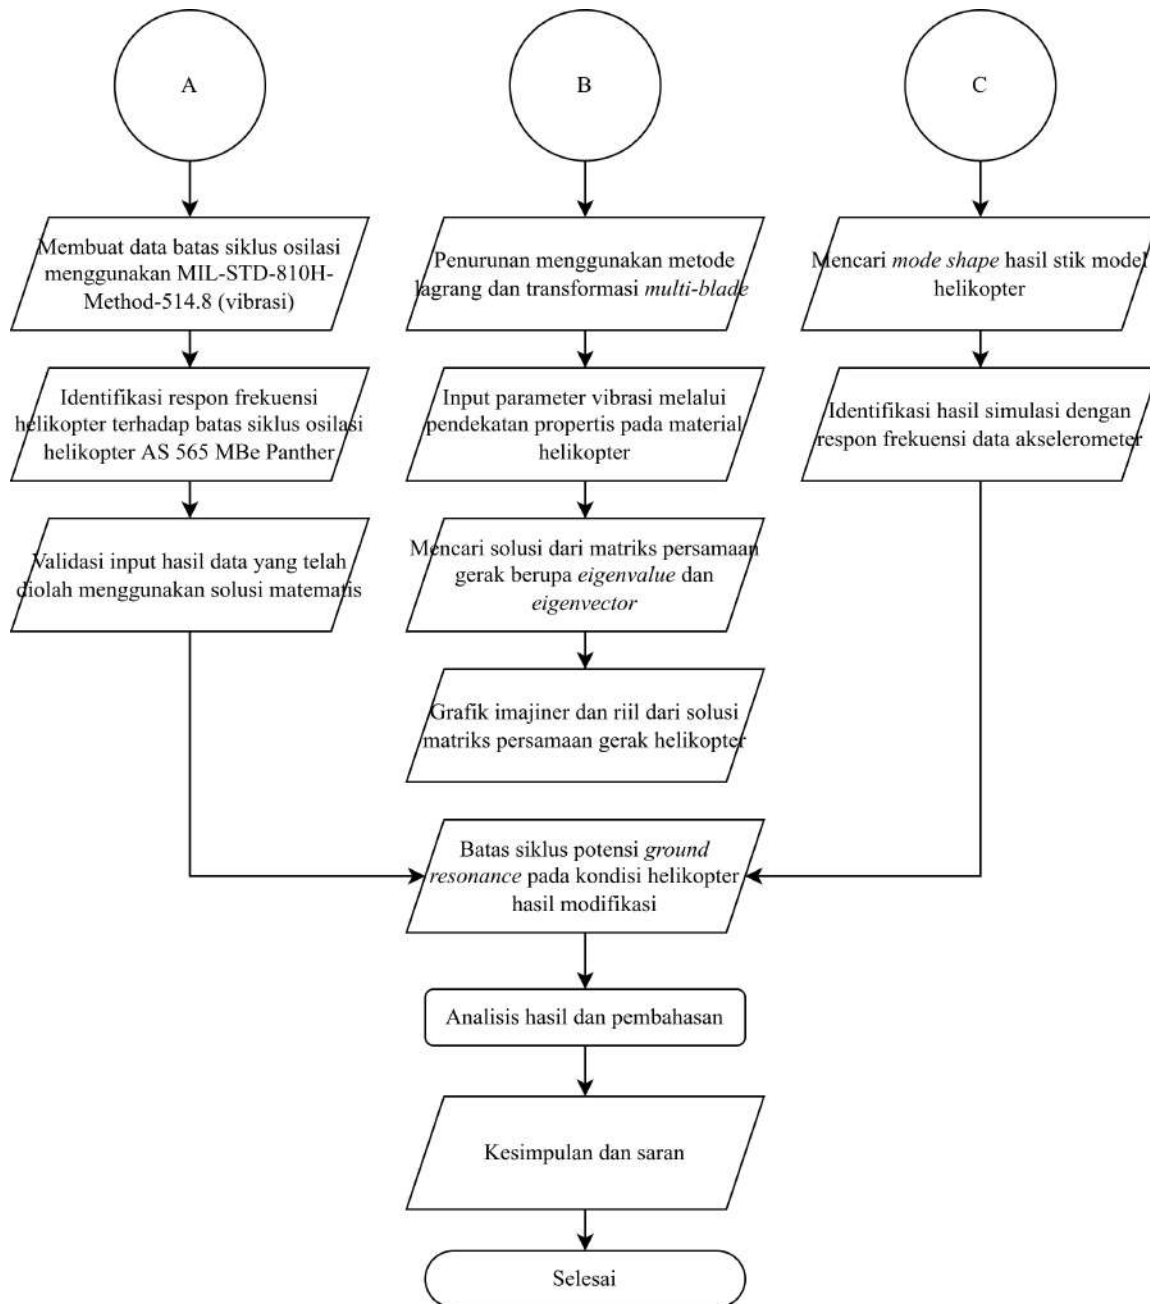 A
B
C
Membuat data batas siklus osilasi
menggunakan MIL-STD-810H-
Method-514.8 (vibrasi)
Identifikasi respon frekuensi
helikopter terhadap batas siklus osilasi
helikopter AS 565 MBe Panther
Validasi input hasil data yang telah
diolah menggunakan solusi matematis
Penurunan menggunakan metode
lagrang dan transformasi multi-blade
Input parameter vibrasi melalui
pendekatan propertis pada material
helikopter
Mencari solusi dari matriks persamaan
gerak berupa eigenvalue dan
eigenvector
Grafik imajiner dan riil dari solusi
matriks persamaan gerak helikopter
Mencari mode shape hasil stik model
helikopter
Identifikasi hasil simulasi dengan
respon frekuensi data akselerometer
Batas siklus potensi ground
resonance pada kondisi helikopter
hasil modifikasi
Analisis hasil dan pembahasan
Kesimpulan dan saran
Selesai